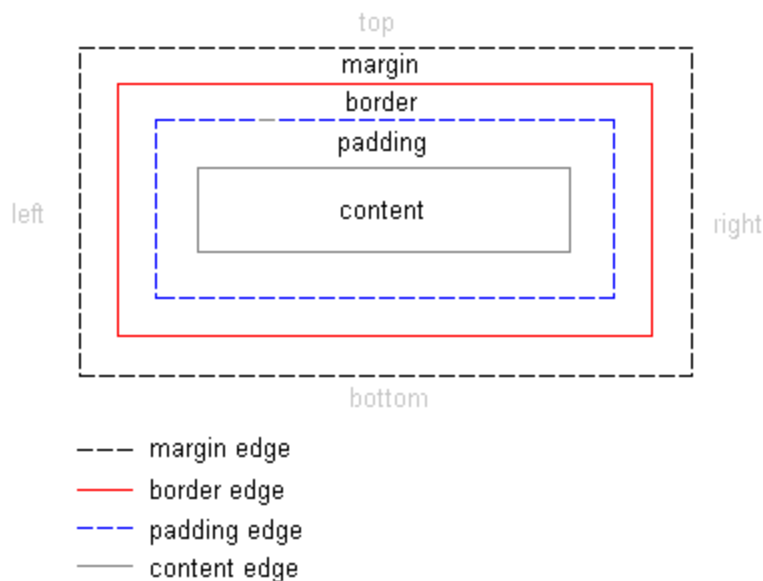 top
margin
border
padding
content
left
right
bottom
margin edge
border edge
padding edge
content edge